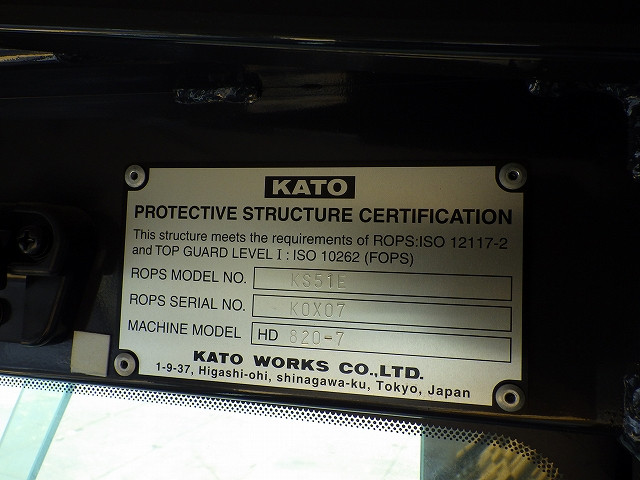 KATO
PROTECTIVE STRUCTURE CERTIFICATION
This structure meets the requirements of ROPS:ISO 12117-2
and TOP GUARD LEVEL I : ISO 10262 (FOPS)
ROPS MODEL NO. KS51E
ROPS SERIAL NO. K0X07
MACHINE MODEL HD 820-7
KATO WORKS CO.,LTD.
1-9-37, Higashi-ohi, shinagawa-ku, Tokyo, Japan